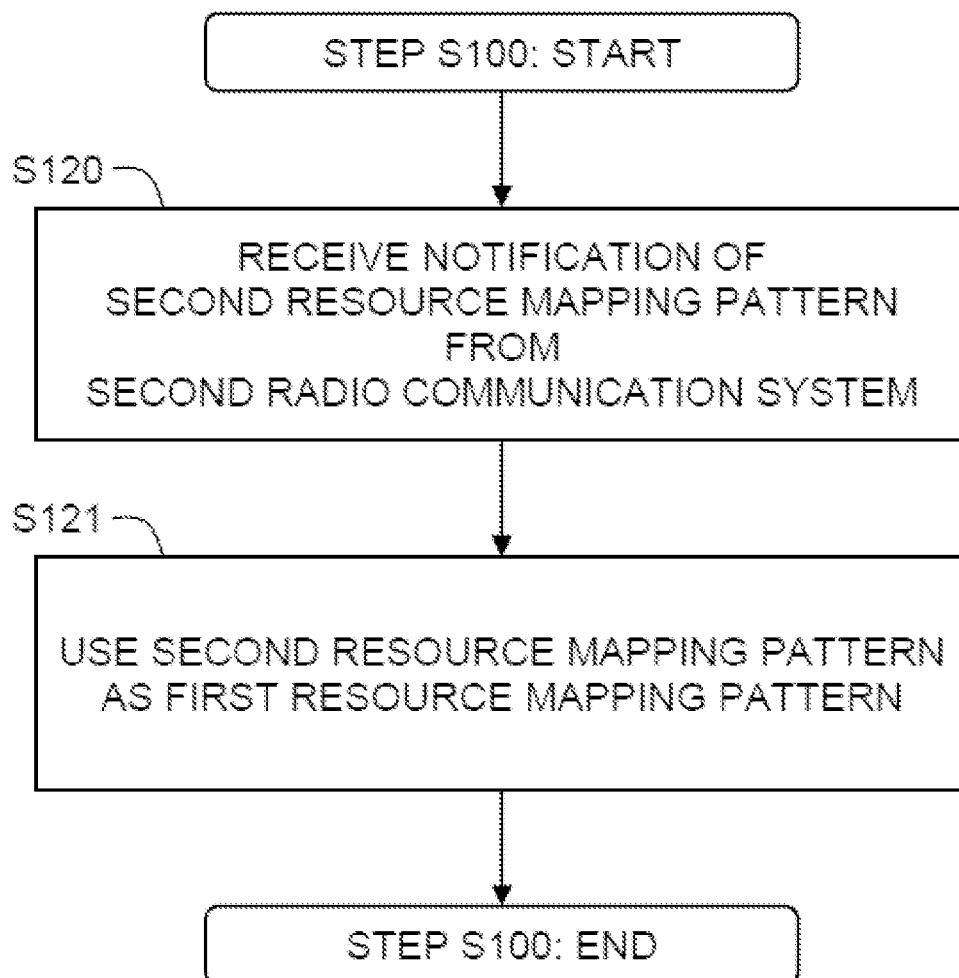 STEP S100: START
S120
RECEIVE NOTIFICATION OF
SECOND RESOURCE MAPPING PATTERN
FROM
SECOND RADIO COMMUNICATION SYSTEM
S121
USE SECOND RESOURCE MAPPING PATTERN
AS FIRST RESOURCE MAPPING PATTERN
STEP S100: END